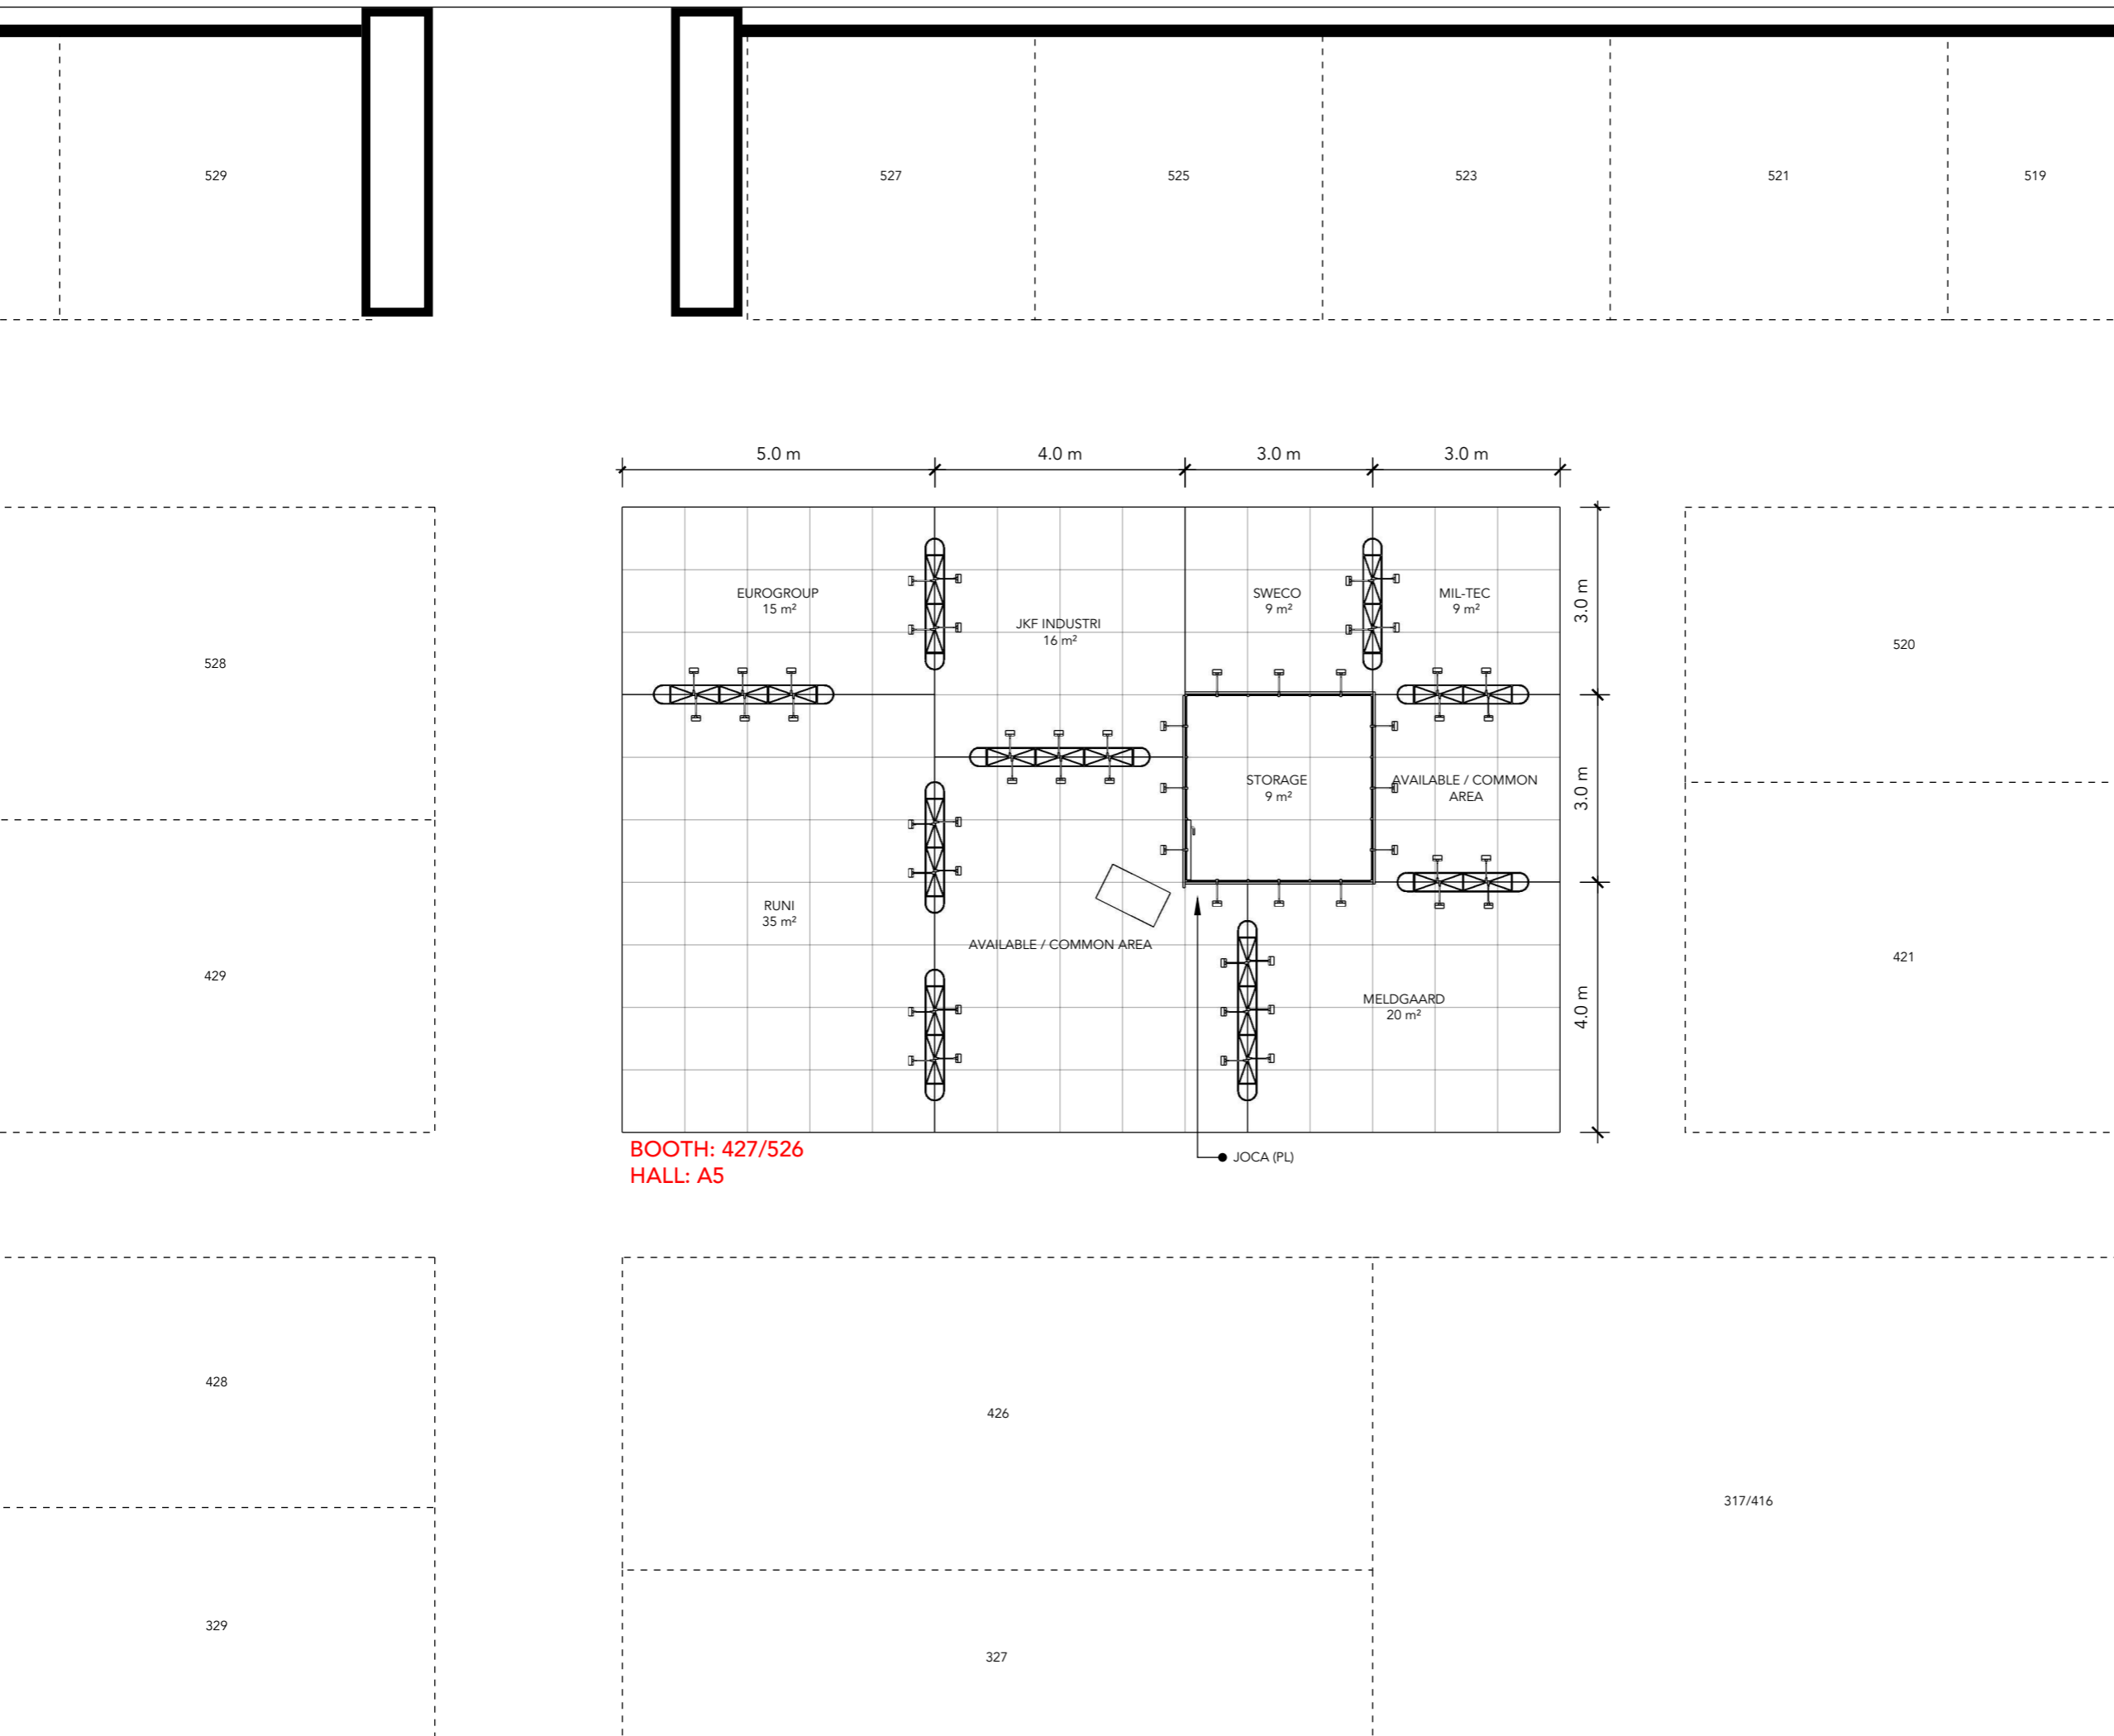 529
527
525
523
521
519
5.0 m
4.0 m
3.0 m
3.0 m
3.0 m
3.0 m
4.0 m
528
429
EUROGROUP
15 m²
JKF INDUSTRI
16 m²
SWECO
9 m²
MIL-TEC
9 m²
STORAGE
9 m²
AVAILABLE / COMMON
AREA
RUNI
35 m²
AVAILABLE / COMMON AREA
MELDGAARD
20 m²
520
421
BOOTH: 427/526
HALL: A5
JOCA (PL)
428
426
317/416
329
327